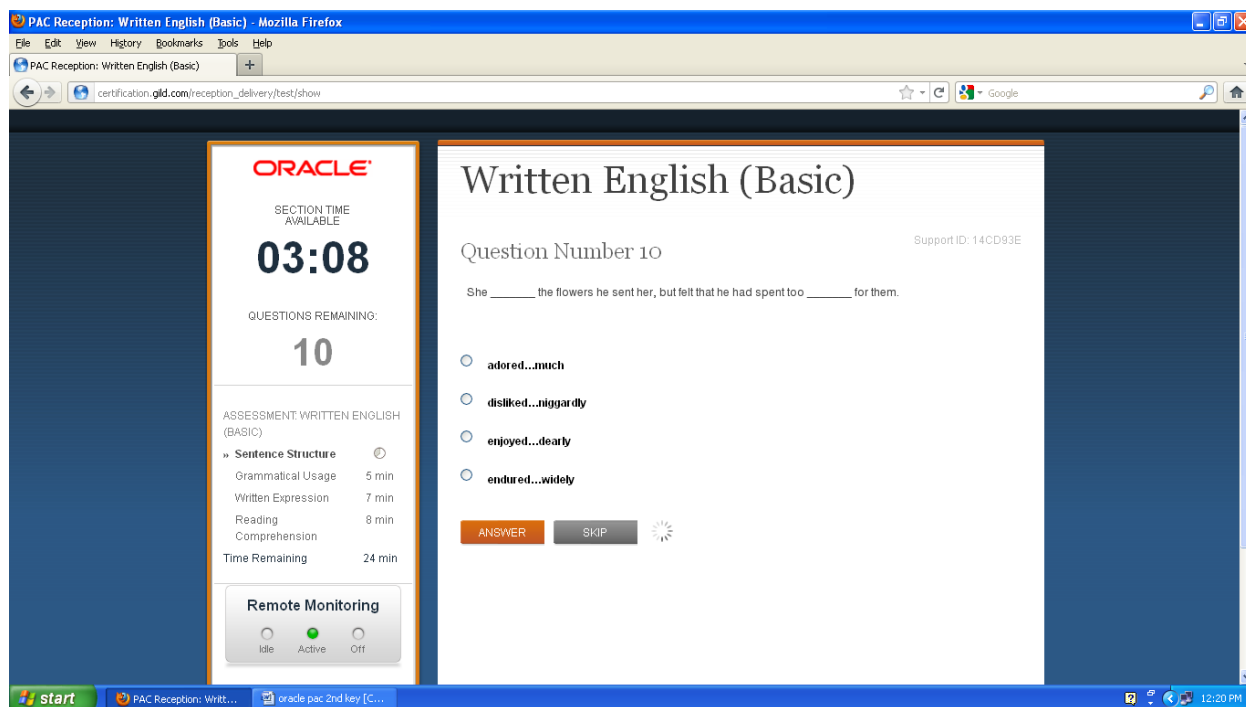 PAC Reception: Written English (Basic) - Mozilla Firefox
File Edit View History Bookmarks Tools Help
PAC Reception: Written English (Basic) +
certification.gild.com/reception_delivery/test/show
Google
ORACLE
SECTION TIME
AVAILABLE
03:08
QUESTIONS REMAINING:
10
ASSESSMENT: WRITTEN ENGLISH
(BASIC)
» Sentence Structure
Grammatical Usage 5 min
Written Expression 7 min
Reading 8 min
Comprehension
Time Remaining 24 min
Remote Monitoring
Idle Active Off
Written English (Basic)
Support ID: 14CD93E
Question Number 10
She _______ the flowers he sent her, but felt that he had spent too _______ for them.
adored...much
disliked...niggardly
enjoyed...dearly
endured...widely
ANSWER SKIP
start
PAC Reception: Writt...
oracle pac 2nd key [C...
12:20 PM